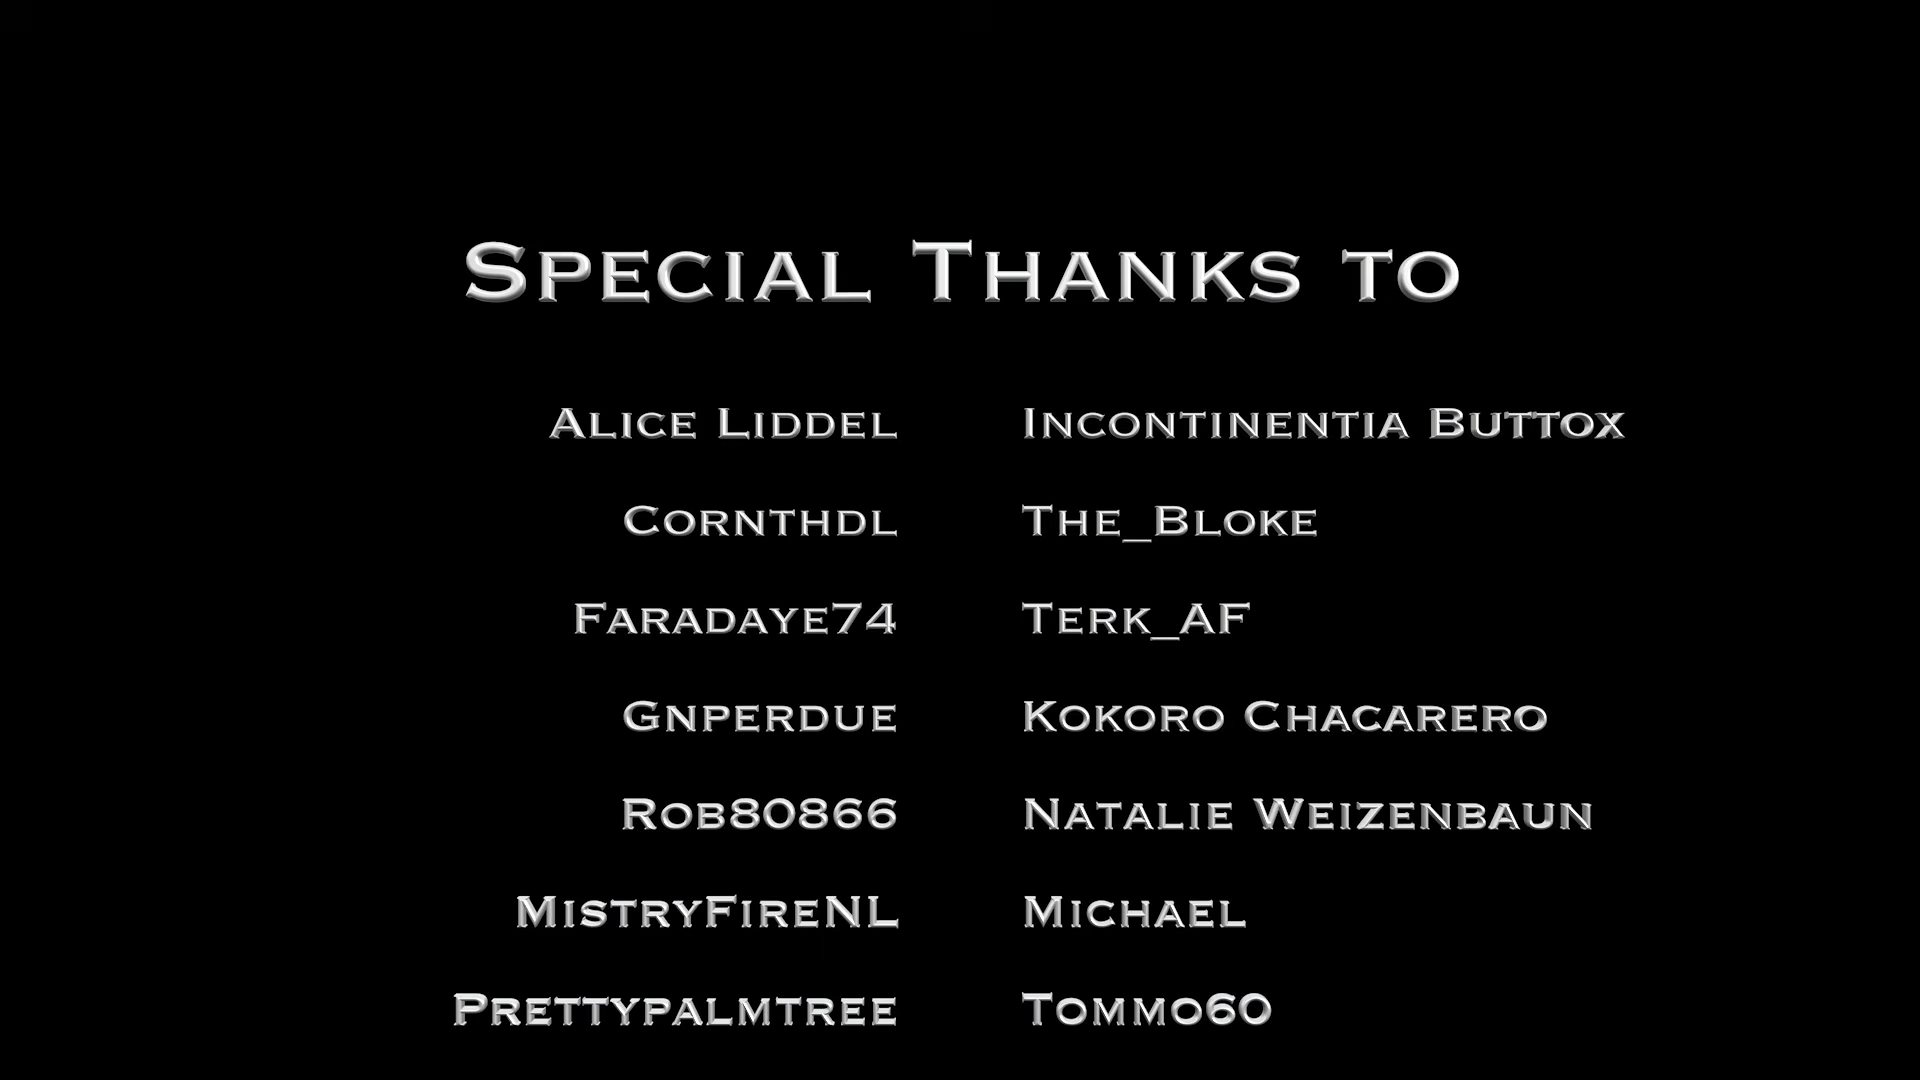 Special Thanks to
Alice Liddel Incontinentia Buttox
Cornthdl The_Bloke
Faradaye74 Terk_AF
Gnperdue Kokoro Chacarero
Rob80866 Natalie Weizenbaun
MistryFireNL Michael
Prettypalmtree Tommo60